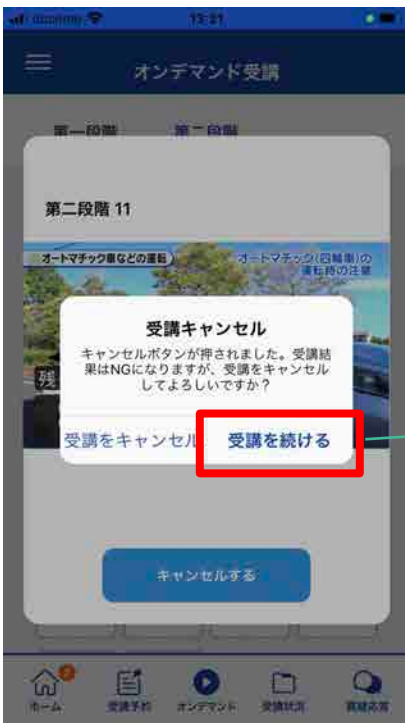 docomo
13:31
オンデマンド受講
第一段階 第二段階
第二段階 11
オートマチック車などの運転
オートマチック(四輪車)の
運転時の注意
受講キャンセル
キャンセルボタンが押されました。受講結
果はNGになりますが、受講をキャンセル
してよろしいですか？
受講をキャンセル 受講を続ける
キャンセルする
ホーム 受講予約 オンデマンド 受講状況 質疑応答